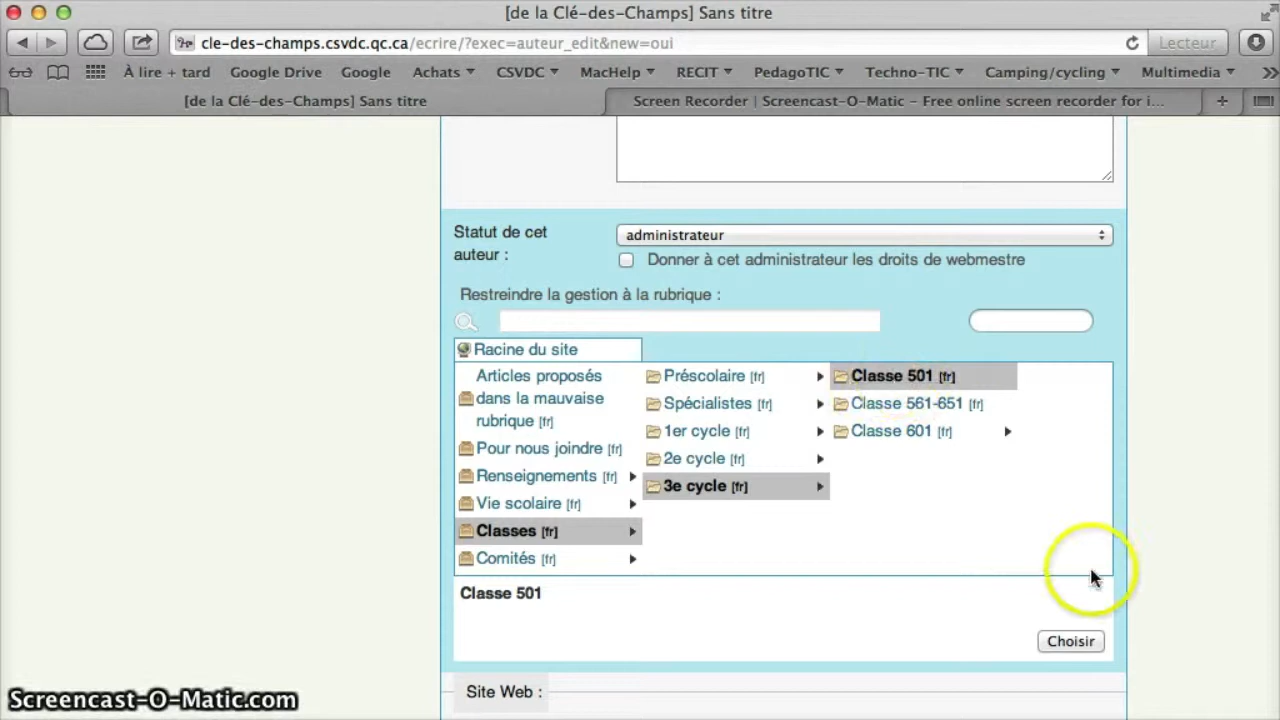 [de la Clé-des-Champs] Sans titre
cle-des-champs.csvdc.qc.ca/ecrire/?exec=auteur_edit&new=oui
Lecteur
À lire + tard Google Drive Google Achats CSVDC MacHelp RECIT PedagoTIC Techno-TIC Camping/cycling Multimedia
[de la Clé-des-Champs] Sans titre
Screen Recorder | Screencast-O-Matic - Free online screen recorder for i...
Statut de cet
auteur :
administrateur
Donner à cet administrateur les droits de webmestre
Restreindre la gestion à la rubrique :
Racine du site
Articles proposés
dans la mauvaise
rubrique [fr]
Pour nous joindre [fr]
Renseignements [fr]
Vie scolaire [fr]
Classes [fr]
Comités [fr]
Préscolaire [fr]
Spécialistes [fr]
1er cycle [fr]
2e cycle [fr]
3e cycle [fr]
Classe 501 [fr]
Classe 561-651 [fr]
Classe 601 [fr]
Classe 501
Choisir
Site Web :
Screencast-O-Matic.com